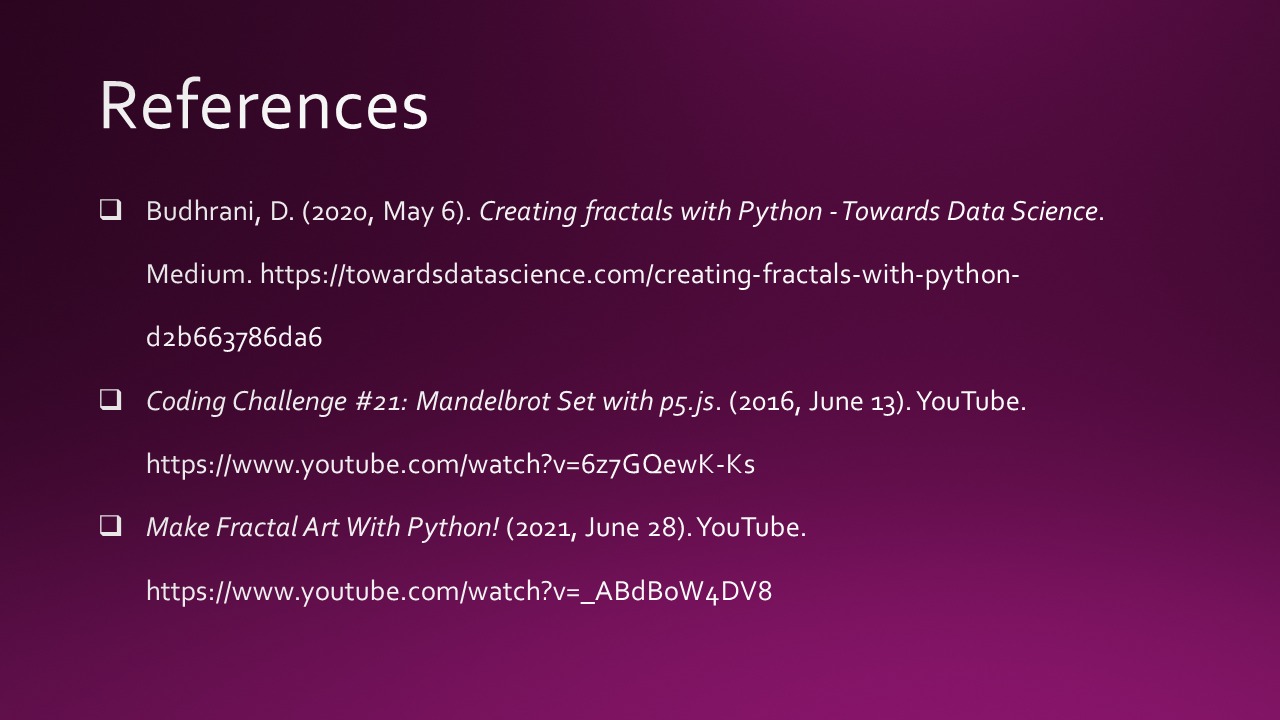 References
Budhrani, D. (2020, May 6). Creating fractals with Python - Towards Data Science.
Medium. https://towardsdatascience.com/creating-fractals-with-python-
d2b663786da6
Coding Challenge #21: Mandelbrot Set with p5.js. (2016, June 13). YouTube.
https://www.youtube.com/watch?v=6z7GQewK-Ks
Make Fractal Art With Python! (2021, June 28). YouTube.
https://www.youtube.com/watch?v=_ABdBoW4DV8